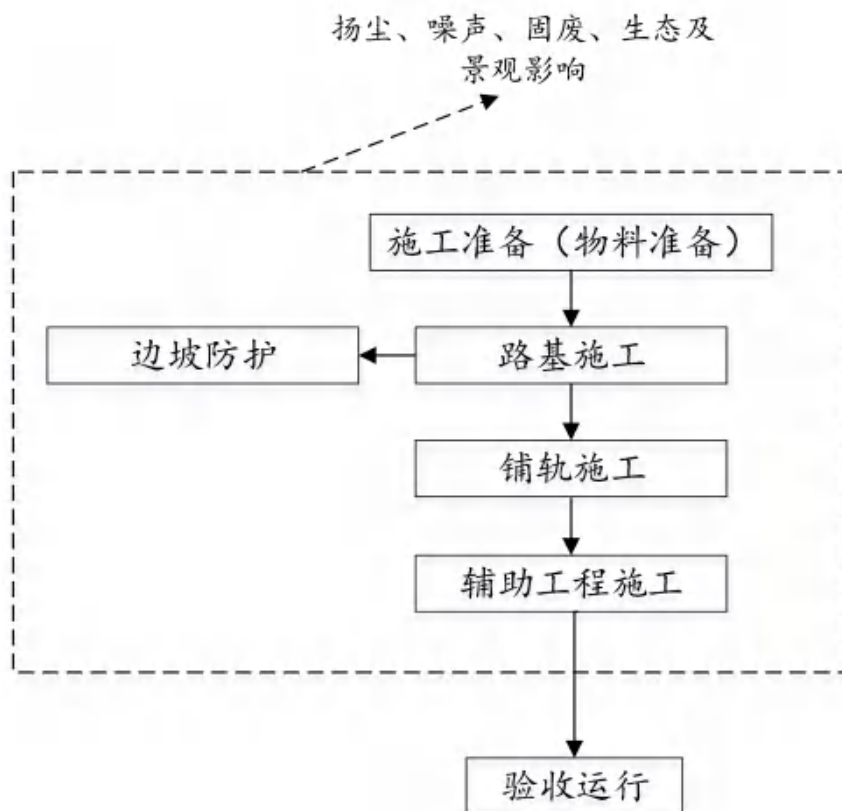 扬尘、噪声、固废、生态及
景观影响
施工准备（物料准备）
边坡防护
路基施工
铺轨施工
辅助工程施工
验收运行